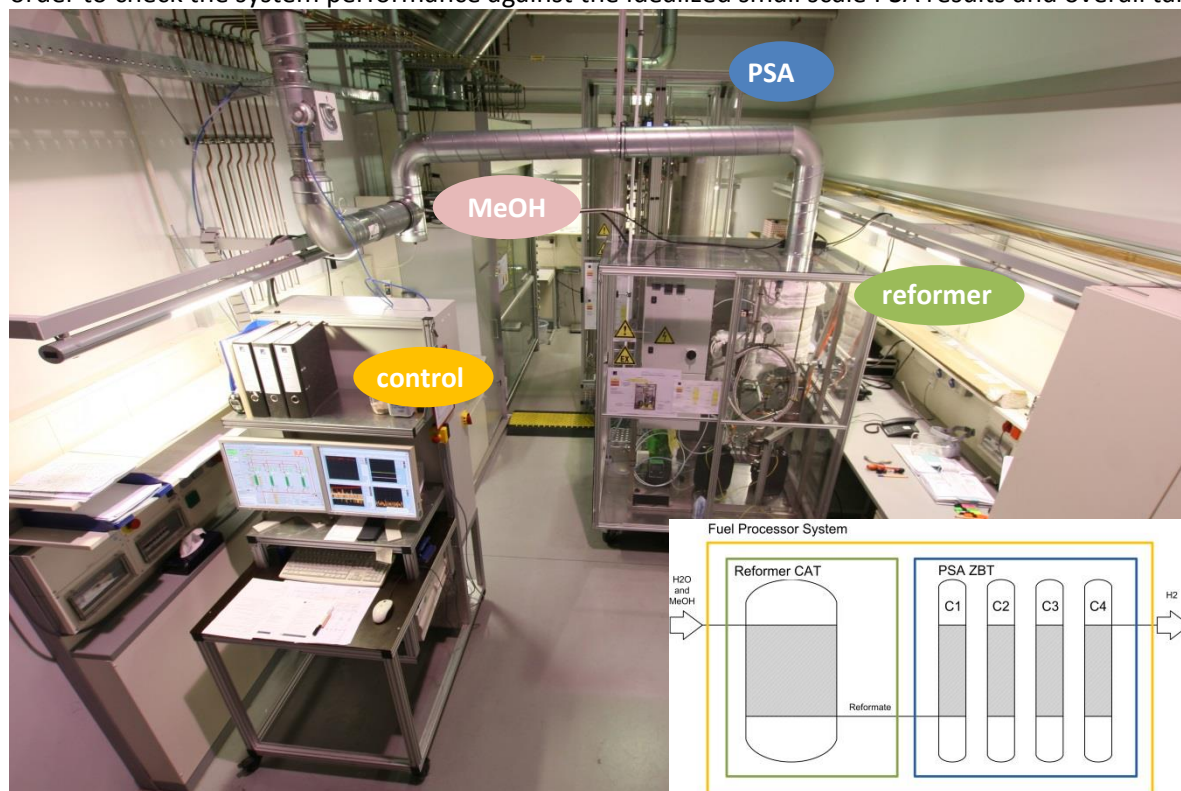 order to check the system performance against the idealized small scale PSA results and overall
PSA
MeOH
reformer
control
EX
Fuel Processor System
Reformer CAT
PSA ZBT
H2O
and
MeOH
C1
C2
C3
C4
H2
Reformate